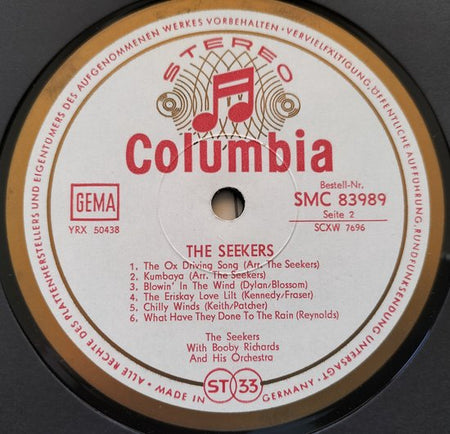 ALLE RECHTE DES PLATTENHERSTELLERS UND EIGENTÜMERS DES AUFGENOMMENEN WERKES VORBEHALTEN · VERVIELFÄLTIGUNG, ÖFFENTLICHE AUFFÜHRUNG, RUNDFUNKSENDUNG UNTERSAGT ·
STEREO
Columbia
GEMA
YRX 50438
Bestell-Nr.
SMC 83989
Seite 2
SCXW 7696
THE SEEKERS
1. The Ox Driving Song (Arr. The Seekers)
2. Kumbaya (Arr. The Seekers)
3. Blowin' In The Wind (Dylan/Blossom)
4. The Eriskay Love Lilt (Kennedy/Fraser)
5. Chilly Winds (Keith/Patcher)
6. What Have They Done To The Rain (Reynolds)
The Seekers
With Booby Richards
And His Orchestra
MADE IN GERMANY
ST 33